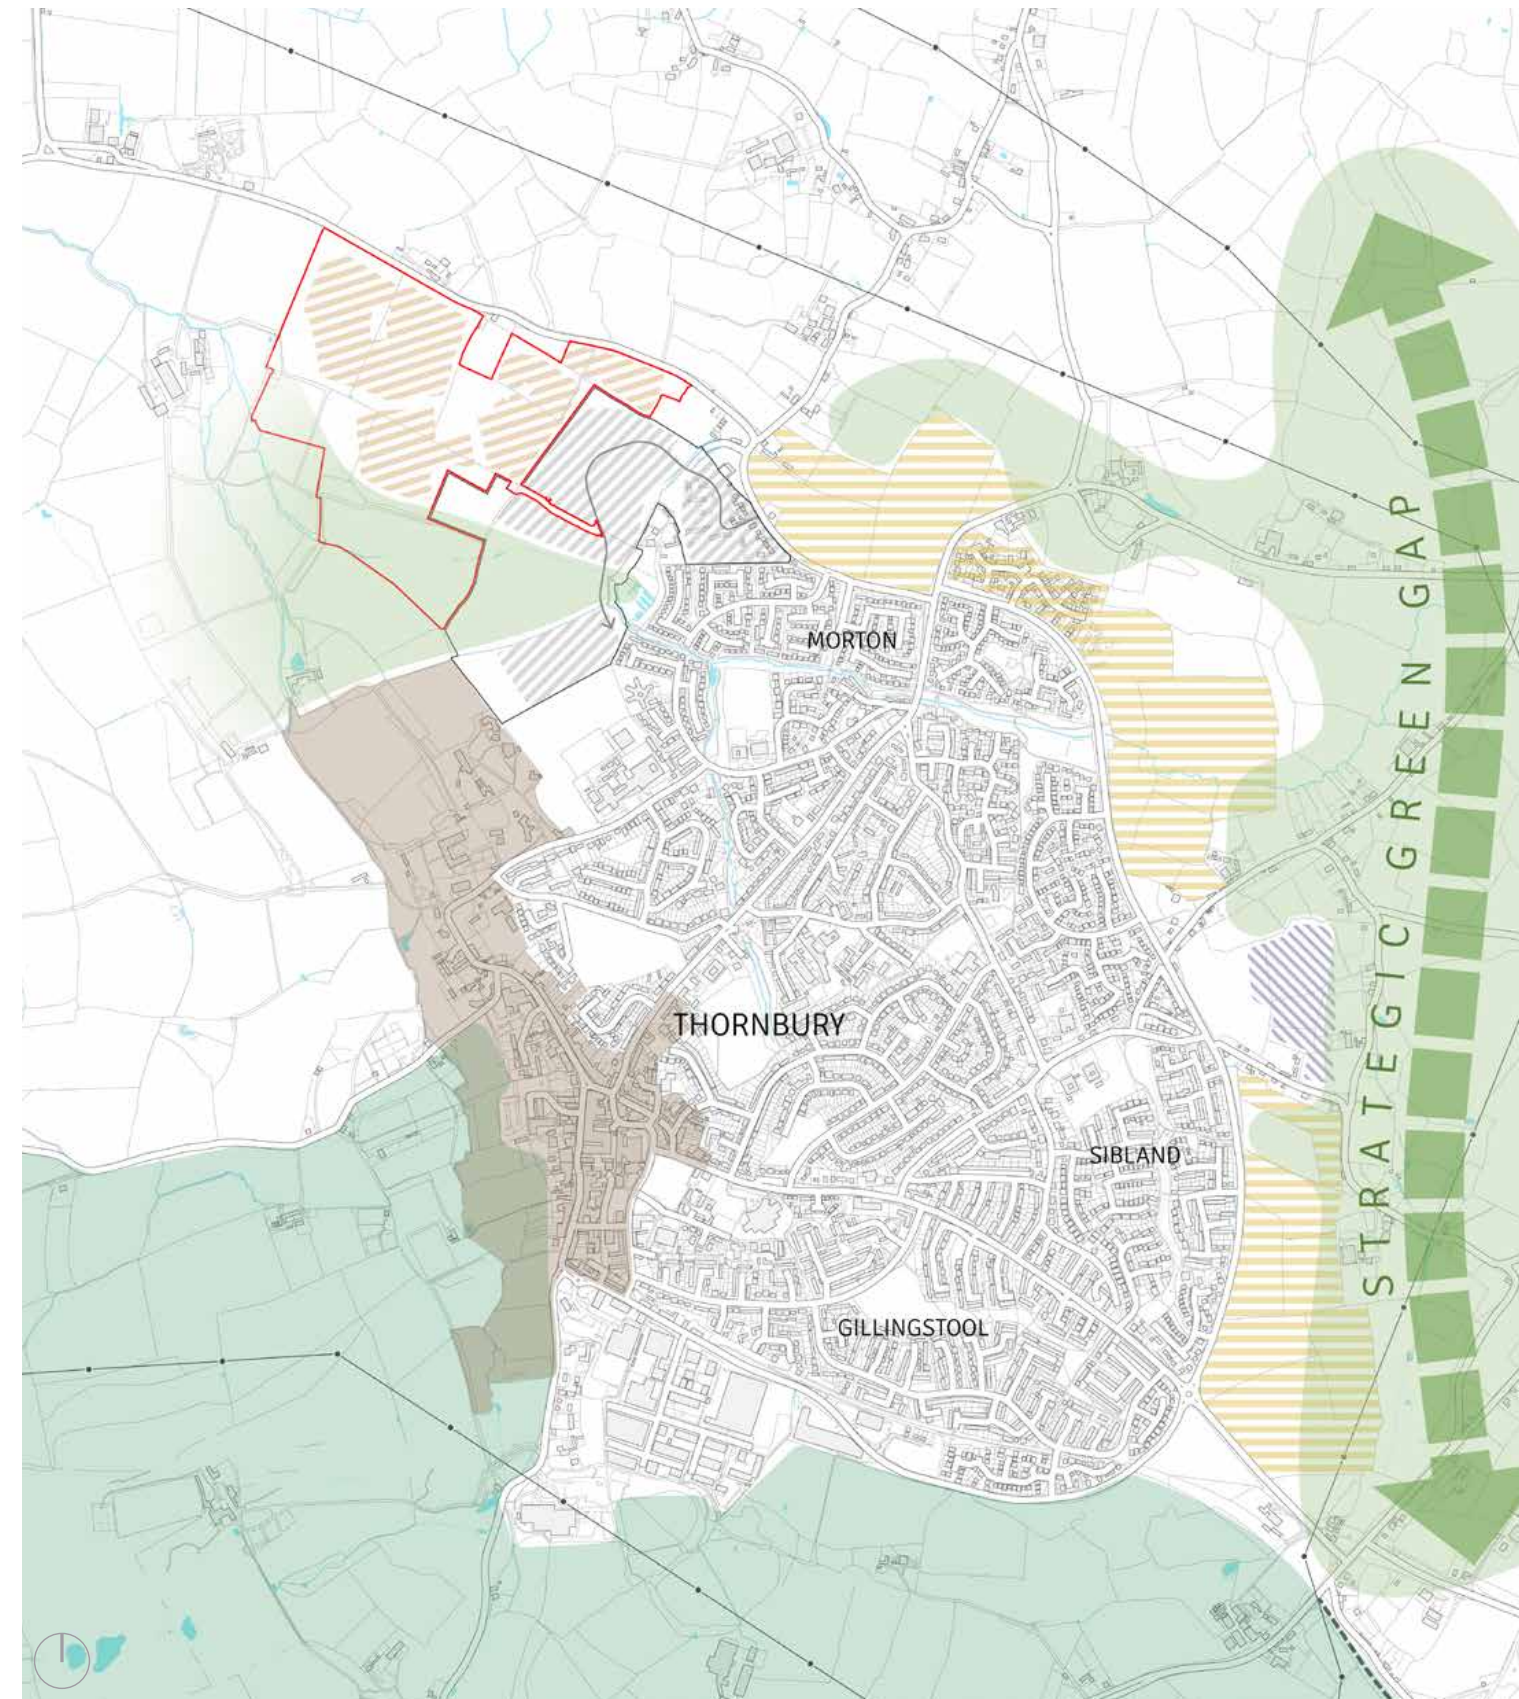 MORTON
THORNBURY
SIBLAND
GILLINGSTOOL
STRATEGIC GREEN GAP